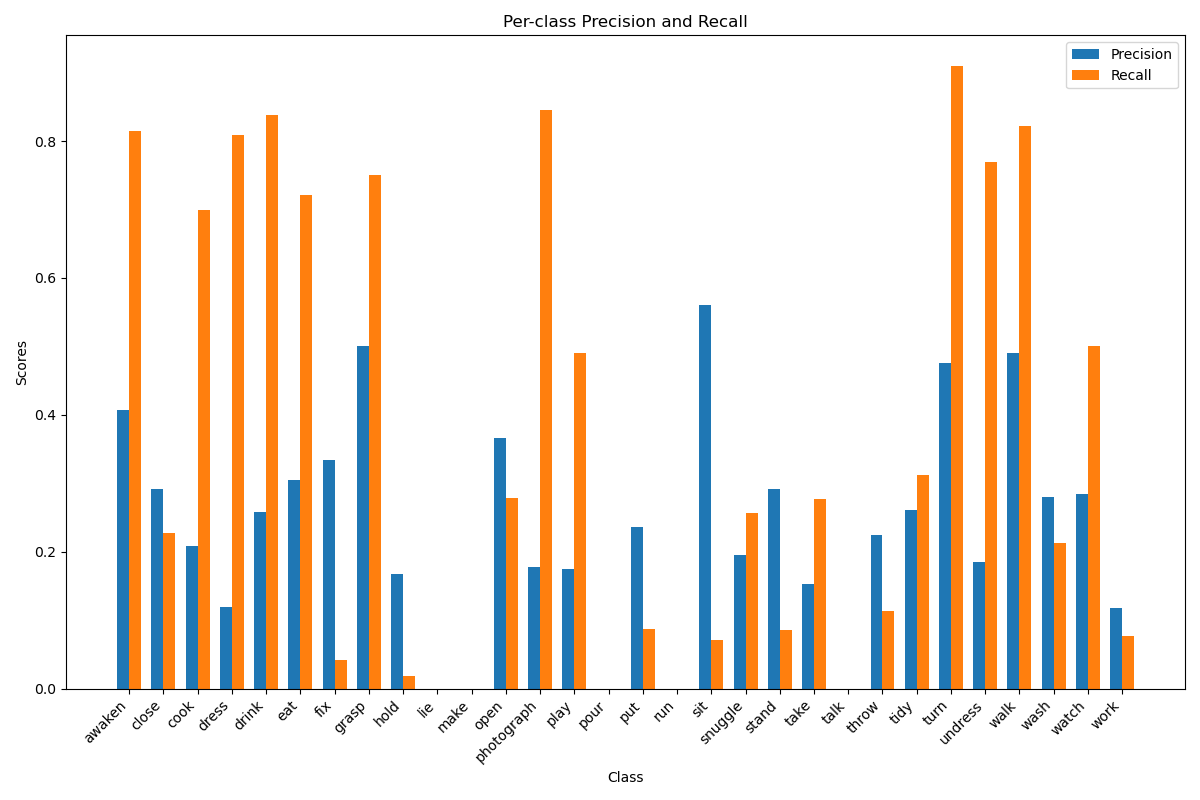 Per-class Precision and Recall
Precision
Recall
Scores
0.8
0.6
0.4
0.2
0.0
awaken
close
cook
dress
drink
eat
fix
grasp
hold
lie
make
open
photograph
play
pour
put
run
sit
snuggle
stand
take
talk
throw
tidy
turn
undress
walk
wash
watch
work
Class